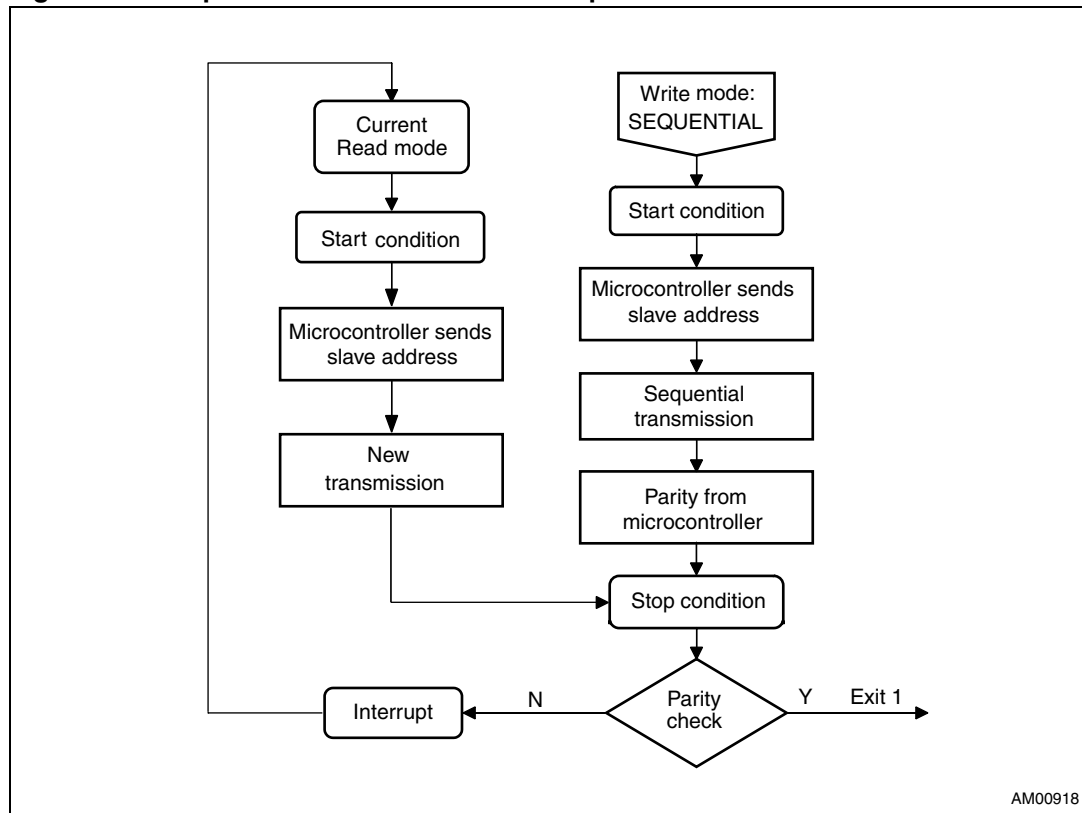 Current
Read mode
Start condition
Microcontroller sends
slave address
New
transmission
Write mode:
SEQUENTIAL
Start condition
Microcontroller sends
slave address
Sequential
transmission
Parity from
microcontroller
Stop condition
Parity
check
N
Y
Exit 1
Interrupt
AM00918